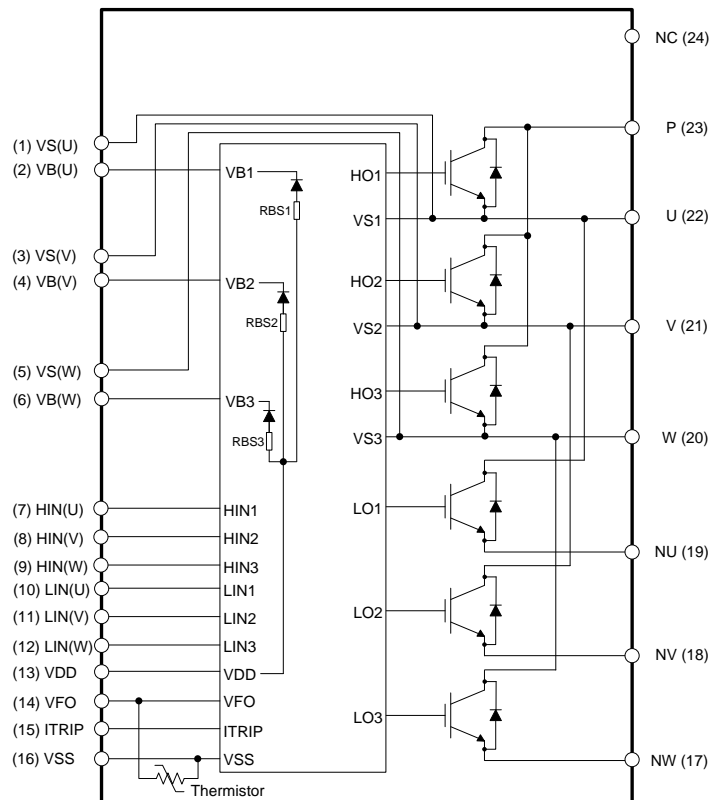 NC (24)
P (23)
(1) VS(U)
(2) VB(U)
VB1
HO1
RBS1
VS1
U (22)
(3) VS(V)
(4) VB(V)
VB2
HO2
RBS2
VS2
V (21)
(5) VS(W)
(6) VB(W)
VB3
HO3
RBS3
VS3
W (20)
(7) HIN(U)
HIN1
LO1
(8) HIN(V)
HIN2
NU (19)
(9) HIN(W)
HIN3
(10) LIN(U)
LIN1
(11) LIN(V)
LIN2
LO2
(12) LIN(W)
LIN3
NV (18)
(13) VDD
VDD
(14) VFO
VFO
LO3
(15) ITRIP
ITRIP
(16) VSS
VSS
NW (17)
Thermistor